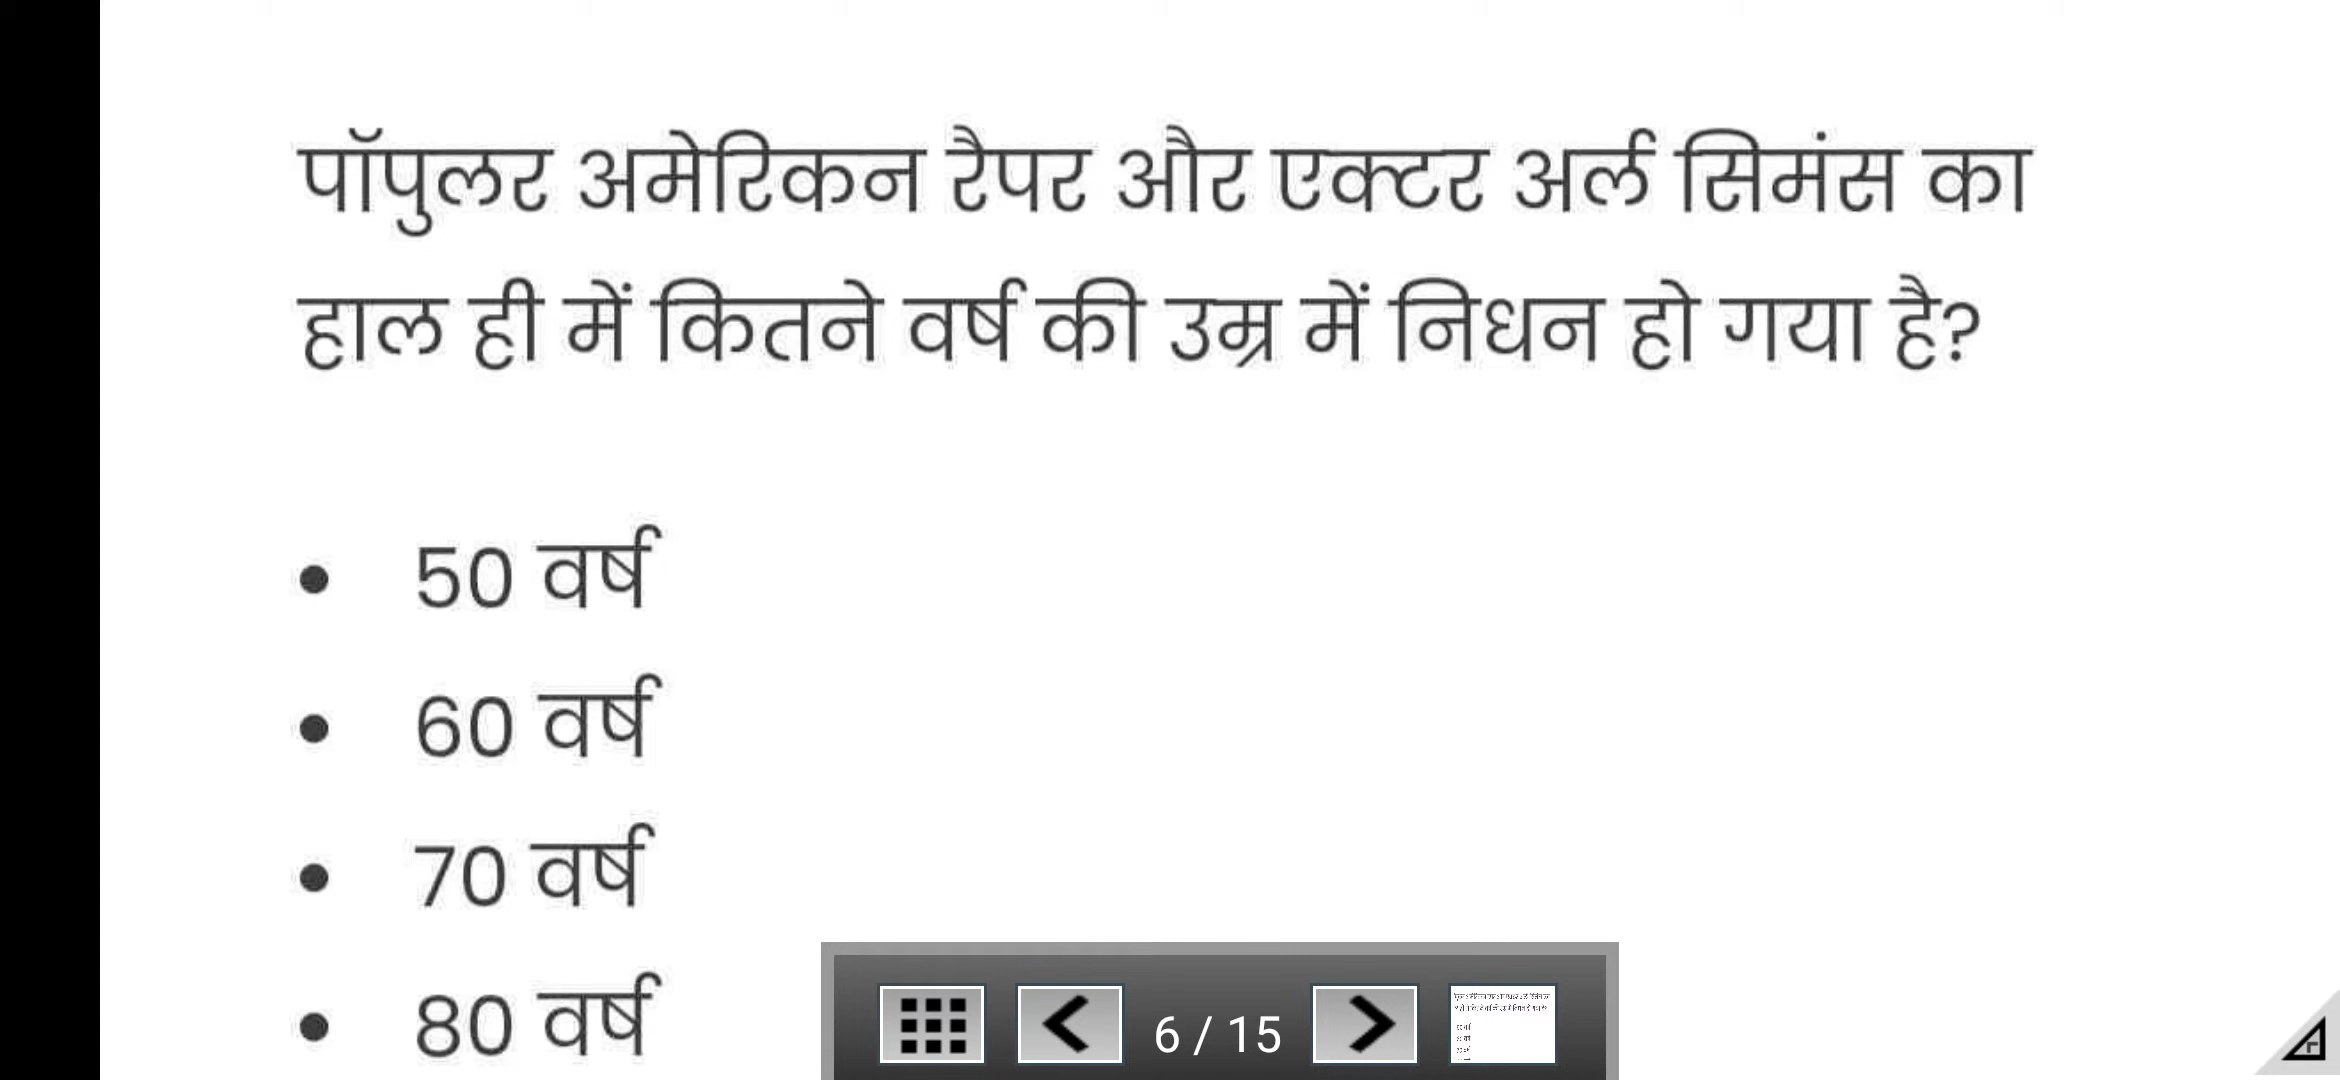 पॉपुलर अमेरिकन रैपर और एक्टर अर्ल सिमंस का
हाल ही में कितने वर्ष की उम्र में निधन हो गया है?
• 50 वर्ष
• 60 वर्ष
• 70 वर्ष
• 80 वर्ष
6 / 15